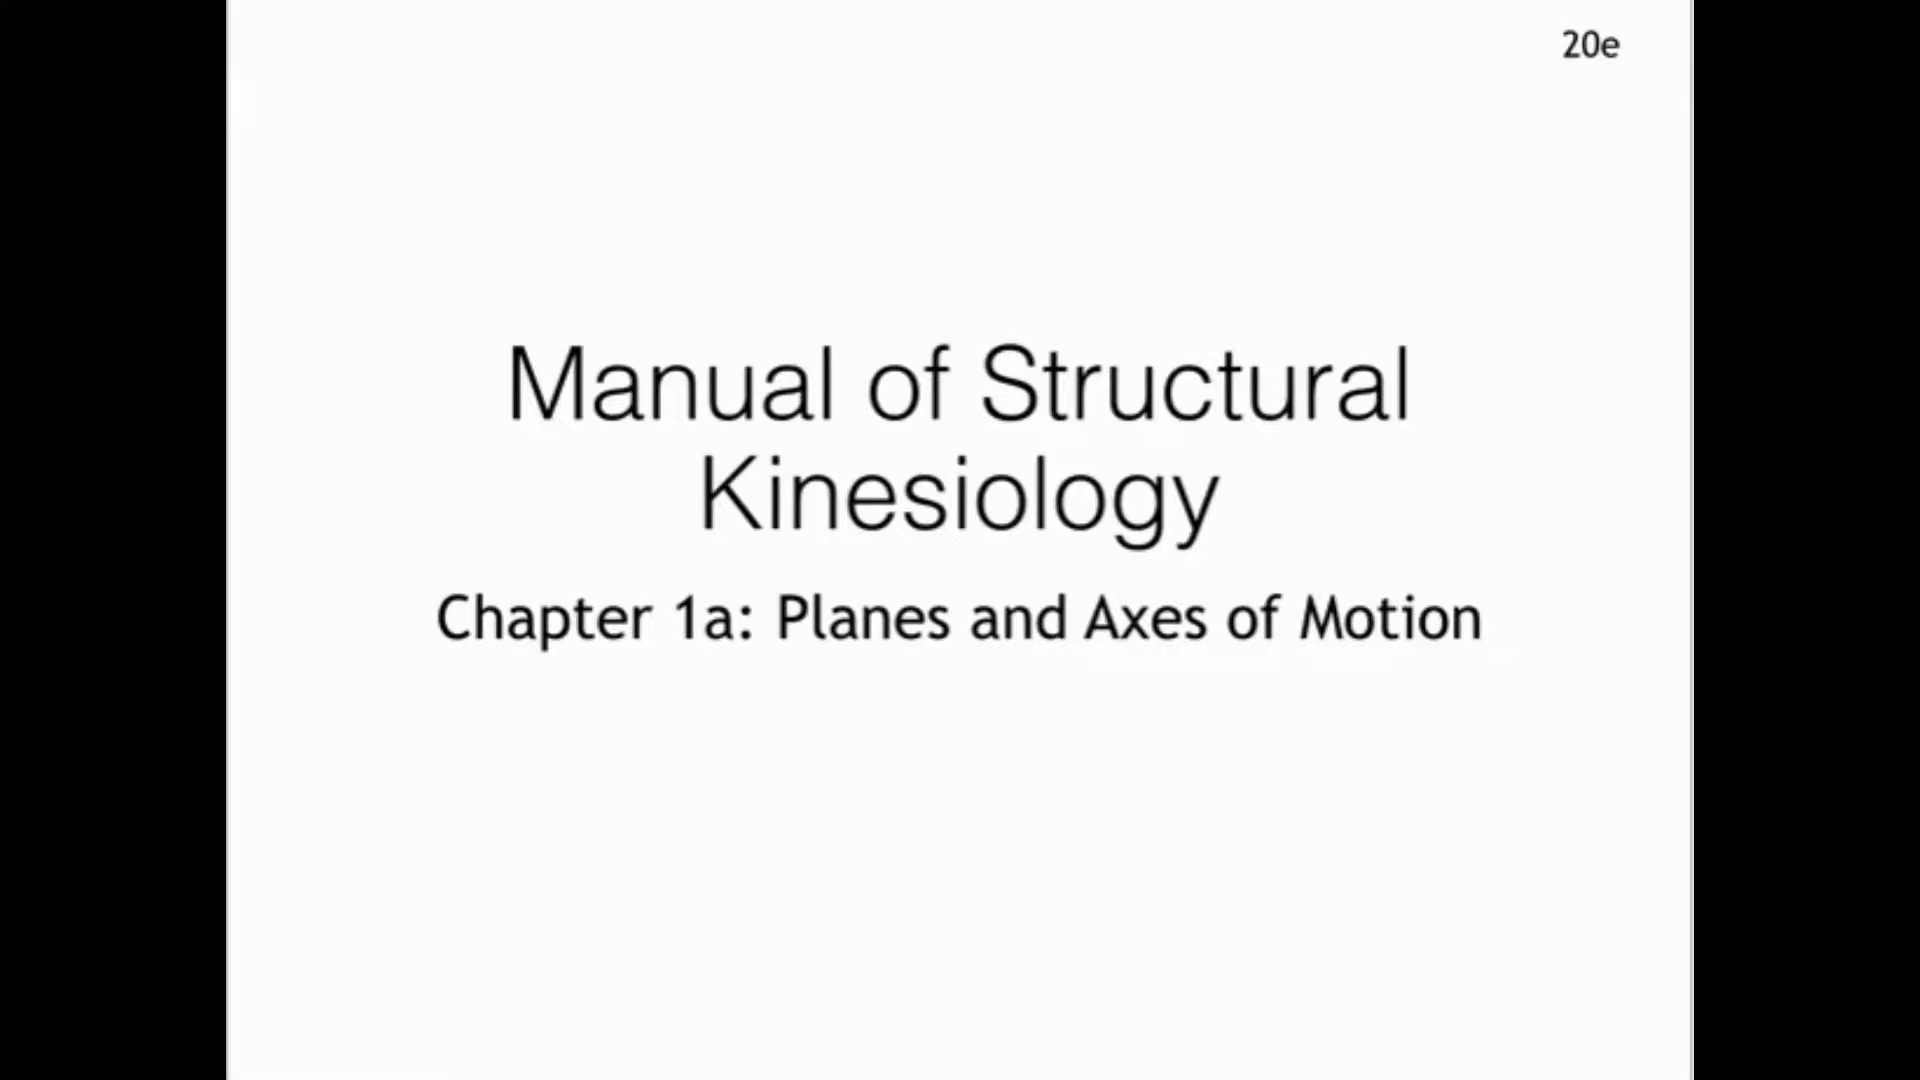 20e
Manual of Structural
Kinesiology
Chapter 1a: Planes and Axes of Motion